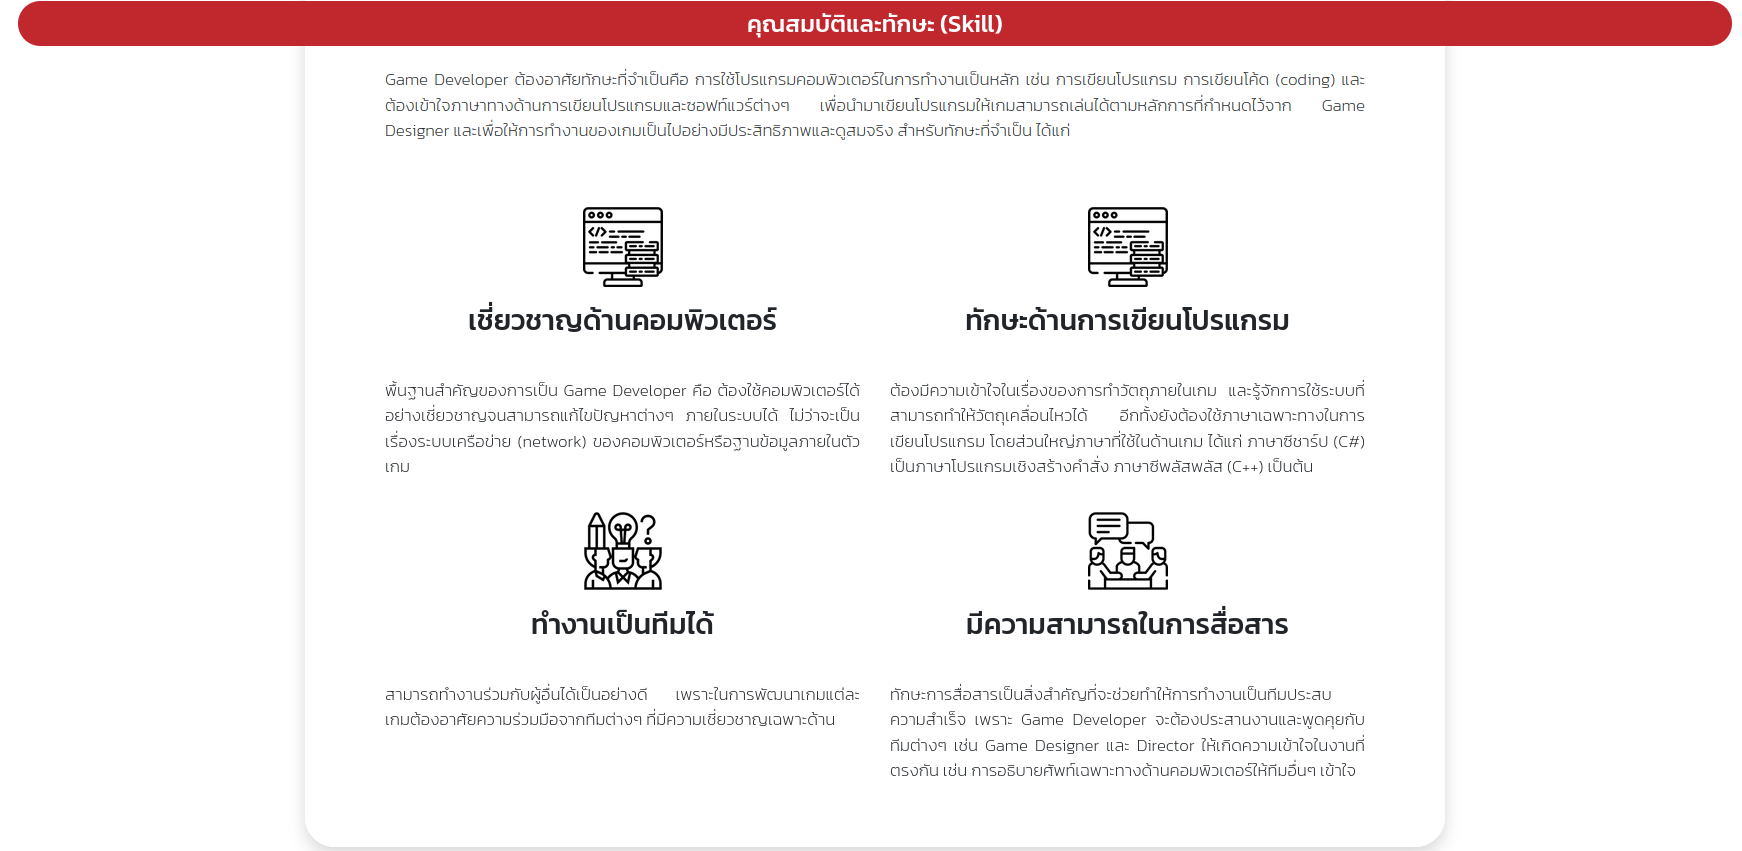 คุณสมบัติและทักษะ (Skill)
Game Developer ต้องอาศัยทักษะที่จำเป็นคือ การใช้โปรแกรมคอมพิวเตอร์ในการทำงานเป็นหลัก เช่น การเขียนโปรแกรม การเขียนโค้ด (coding) และ
ต้องเข้าใจภาษาทางด้านการเขียนโปรแกรมและซอฟท์แวร์ต่างๆ เพื่อนำมาเขียนโปรแกรมให้เกมสามารถเล่นได้ตามหลักการที่กำหนดไว้จาก Game
Designer และเพื่อให้การทำงานของเกมเป็นไปอย่างมีประสิทธิภาพและดูสมจริง สำหรับทักษะที่จำเป็น ได้แก่
เชี่ยวชาญด้านคอมพิวเตอร์
พื้นฐานสำคัญของการเป็น Game Developer คือ ต้องใช้คอมพิวเตอร์ได้
อย่างเชี่ยวชาญจนสามารถแก้ไขปัญหาต่างๆ ภายในระบบได้ ไม่ว่าจะเป็น
เรื่องระบบเครือข่าย (network) ของคอมพิวเตอร์หรือฐานข้อมูลภายในตัว
เกม
ทักษะด้านการเขียนโปรแกรม
ต้องมีความเข้าใจในเรื่องของการทำวัตถุภายในเกม และรู้จักการใช้ระบบที่
สามารถทำให้วัตถุเคลื่อนไหวได้ อีกทั้งยังต้องใช้ภาษาเฉพาะทางในการ
เขียนโปรแกรม โดยส่วนใหญ่ภาษาที่ใช้ในด้านเกม ได้แก่ ภาษาซีชาร์ป (C#)
เป็นภาษาโปรแกรมเชิงสร้างคำสั่ง ภาษาซีพลัสพลัส (C++) เป็นต้น
ทำงานเป็นทีมได้
สามารถทำงานร่วมกับผู้อื่นได้เป็นอย่างดี เพราะในการพัฒนาเกมแต่ละ
เกมต้องอาศัยความร่วมมือจากทีมต่างๆ ที่มีความเชี่ยวชาญเฉพาะด้าน
มีความสามารถในการสื่อสาร
ทักษะการสื่อสารเป็นสิ่งสำคัญที่จะช่วยทำให้การทำงานเป็นทีมประสบ
ความสำเร็จ เพราะ Game Developer จะต้องประสานงานและพูดคุยกับ
ทีมต่างๆ เช่น Game Designer และ Director ให้เกิดความเข้าใจในงานที่
ตรงกัน เช่น การอธิบายศัพท์เฉพาะทางด้านคอมพิวเตอร์ให้ทีมอื่นๆ เข้าใจ